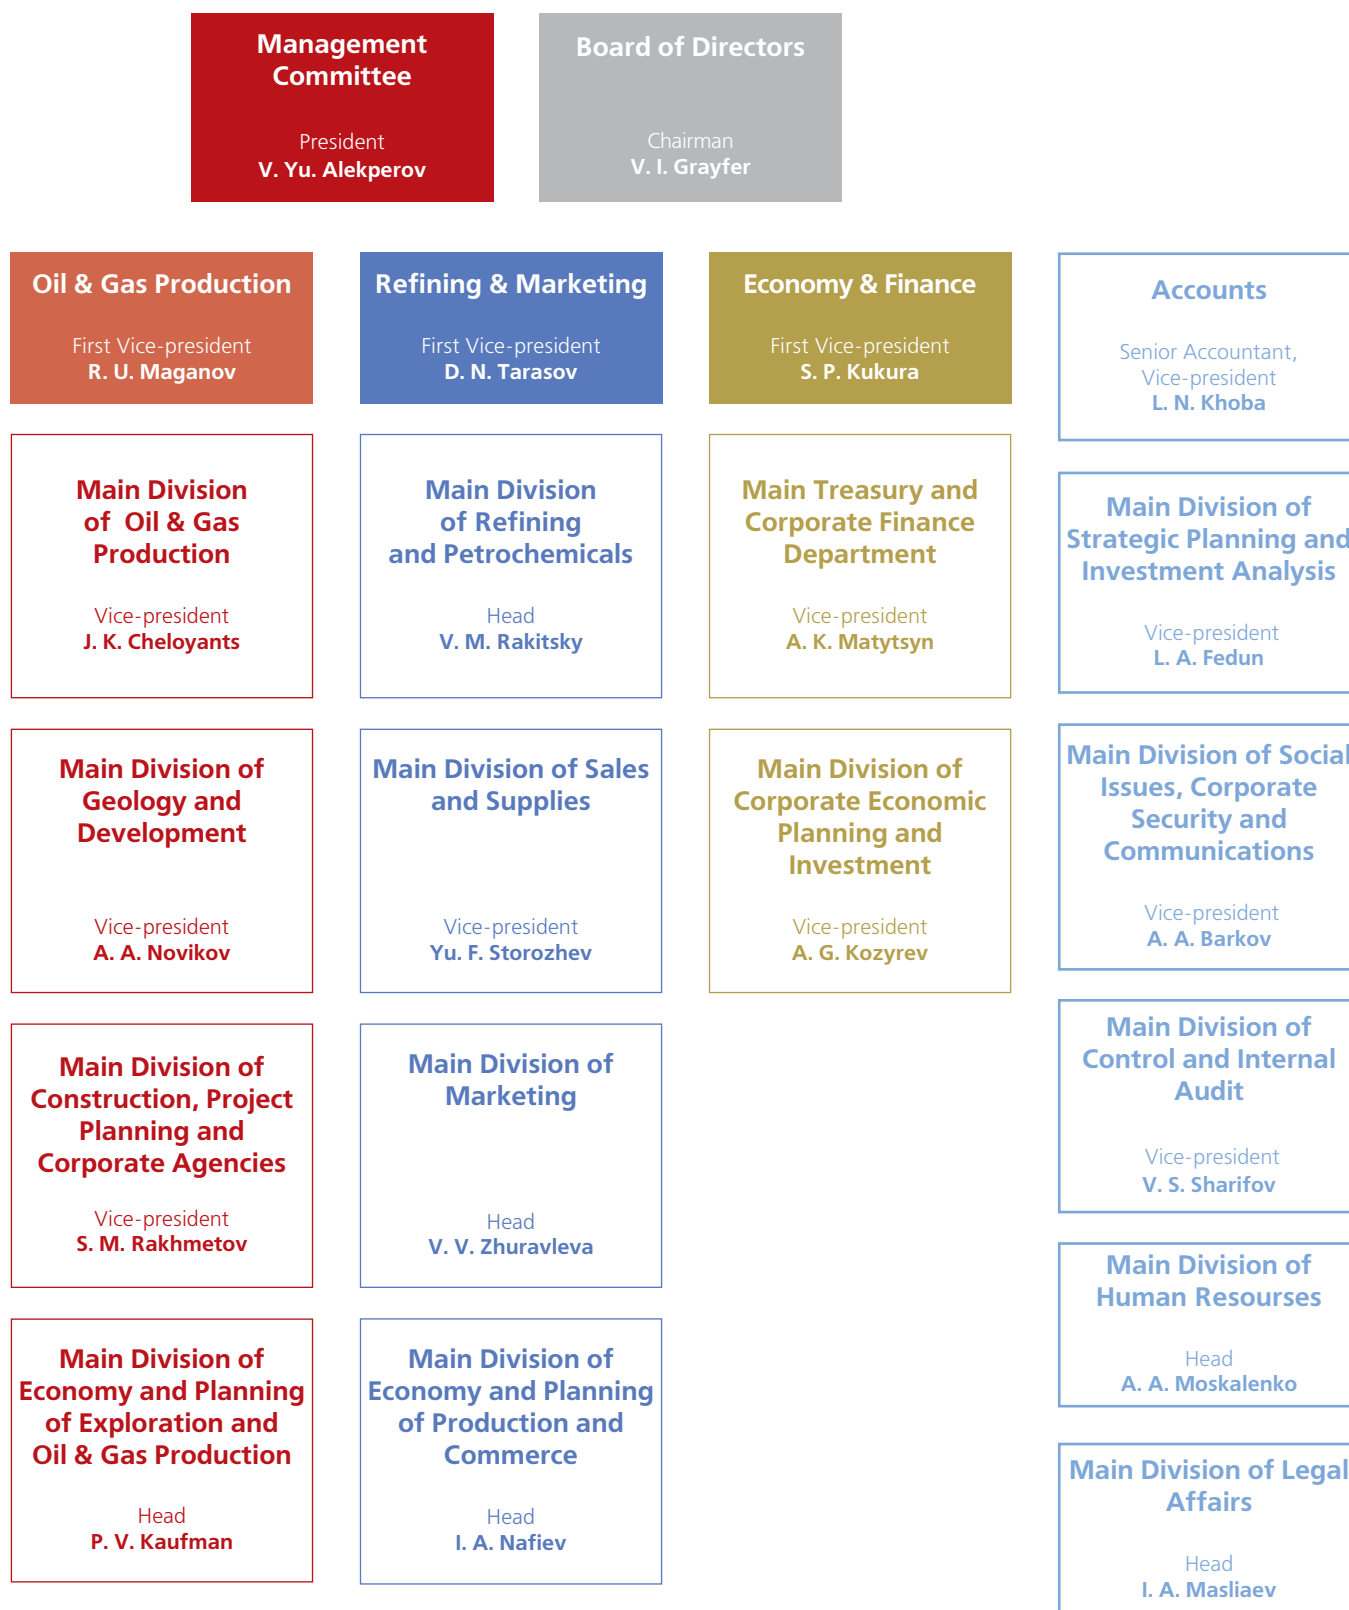 Management
Committee
President
V. Yu. Alekperov
Board of Directors
Chairman
V. I. Grayfer
Oil & Gas Production
First Vice-president
R. U. Maganov
Main Division
of Oil & Gas
Production
Vice-president
J. K. Cheloyants
Main Division of
Geology and
Development
Vice-president
A. A. Novikov
Main Division of
Construction, Project
Planning and
Corporate Agencies
Vice-president
S. M. Rakhmetov
Main Division of
Economy and Planning
of Exploration and
Oil & Gas Production
Head
P. V. Kaufman
Refining & Marketing
First Vice-president
D. N. Tarasov
Main Division
of Refining
and Petrochemicals
Head
V. M. Rakitsky
Main Division of Sales
and Supplies
Vice-president
Yu. F. Storozhev
Main Division of
Marketing
Head
V. V. Zhuravleva
Main Division of
Economy and Planning
of Production and
Commerce
Head
I. A. Nafiev
Economy & Finance
First Vice-president
S. P. Kukura
Main Treasury and
Corporate Finance
Department
Vice-president
A. K. Matytsyn
Main Division of
Corporate Economic
Planning and
Investment
Vice-president
A. G. Kozyrev
Accounts
Senior Accountant,
Vice-president
L. N. Khoba
Main Division of
Strategic Planning and
Investment Analysis
Vice-president
L. A. Fedun
Main Division of Social
Issues, Corporate
Security and
Communications
Vice-president
A. A. Barkov
Main Division of
Control and Internal
Audit
Vice-president
V. S. Sharifov
Main Division of
Human Resourses
Head
A. A. Moskalenko
Main Division of Legal
Affairs
Head
I. A. Masliaev